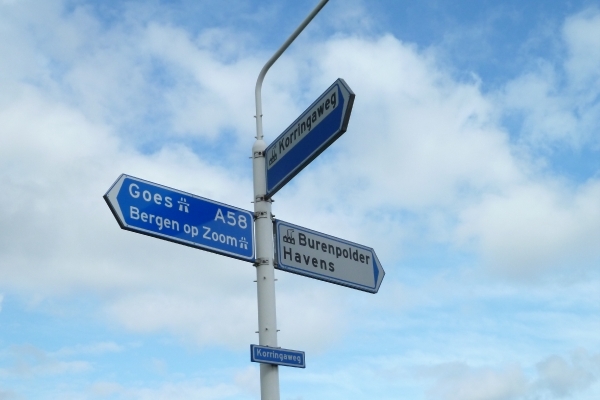 Korringaweg
Goes A58
Bergen op Zoom
Burenpolder
Havens
Korringaweg